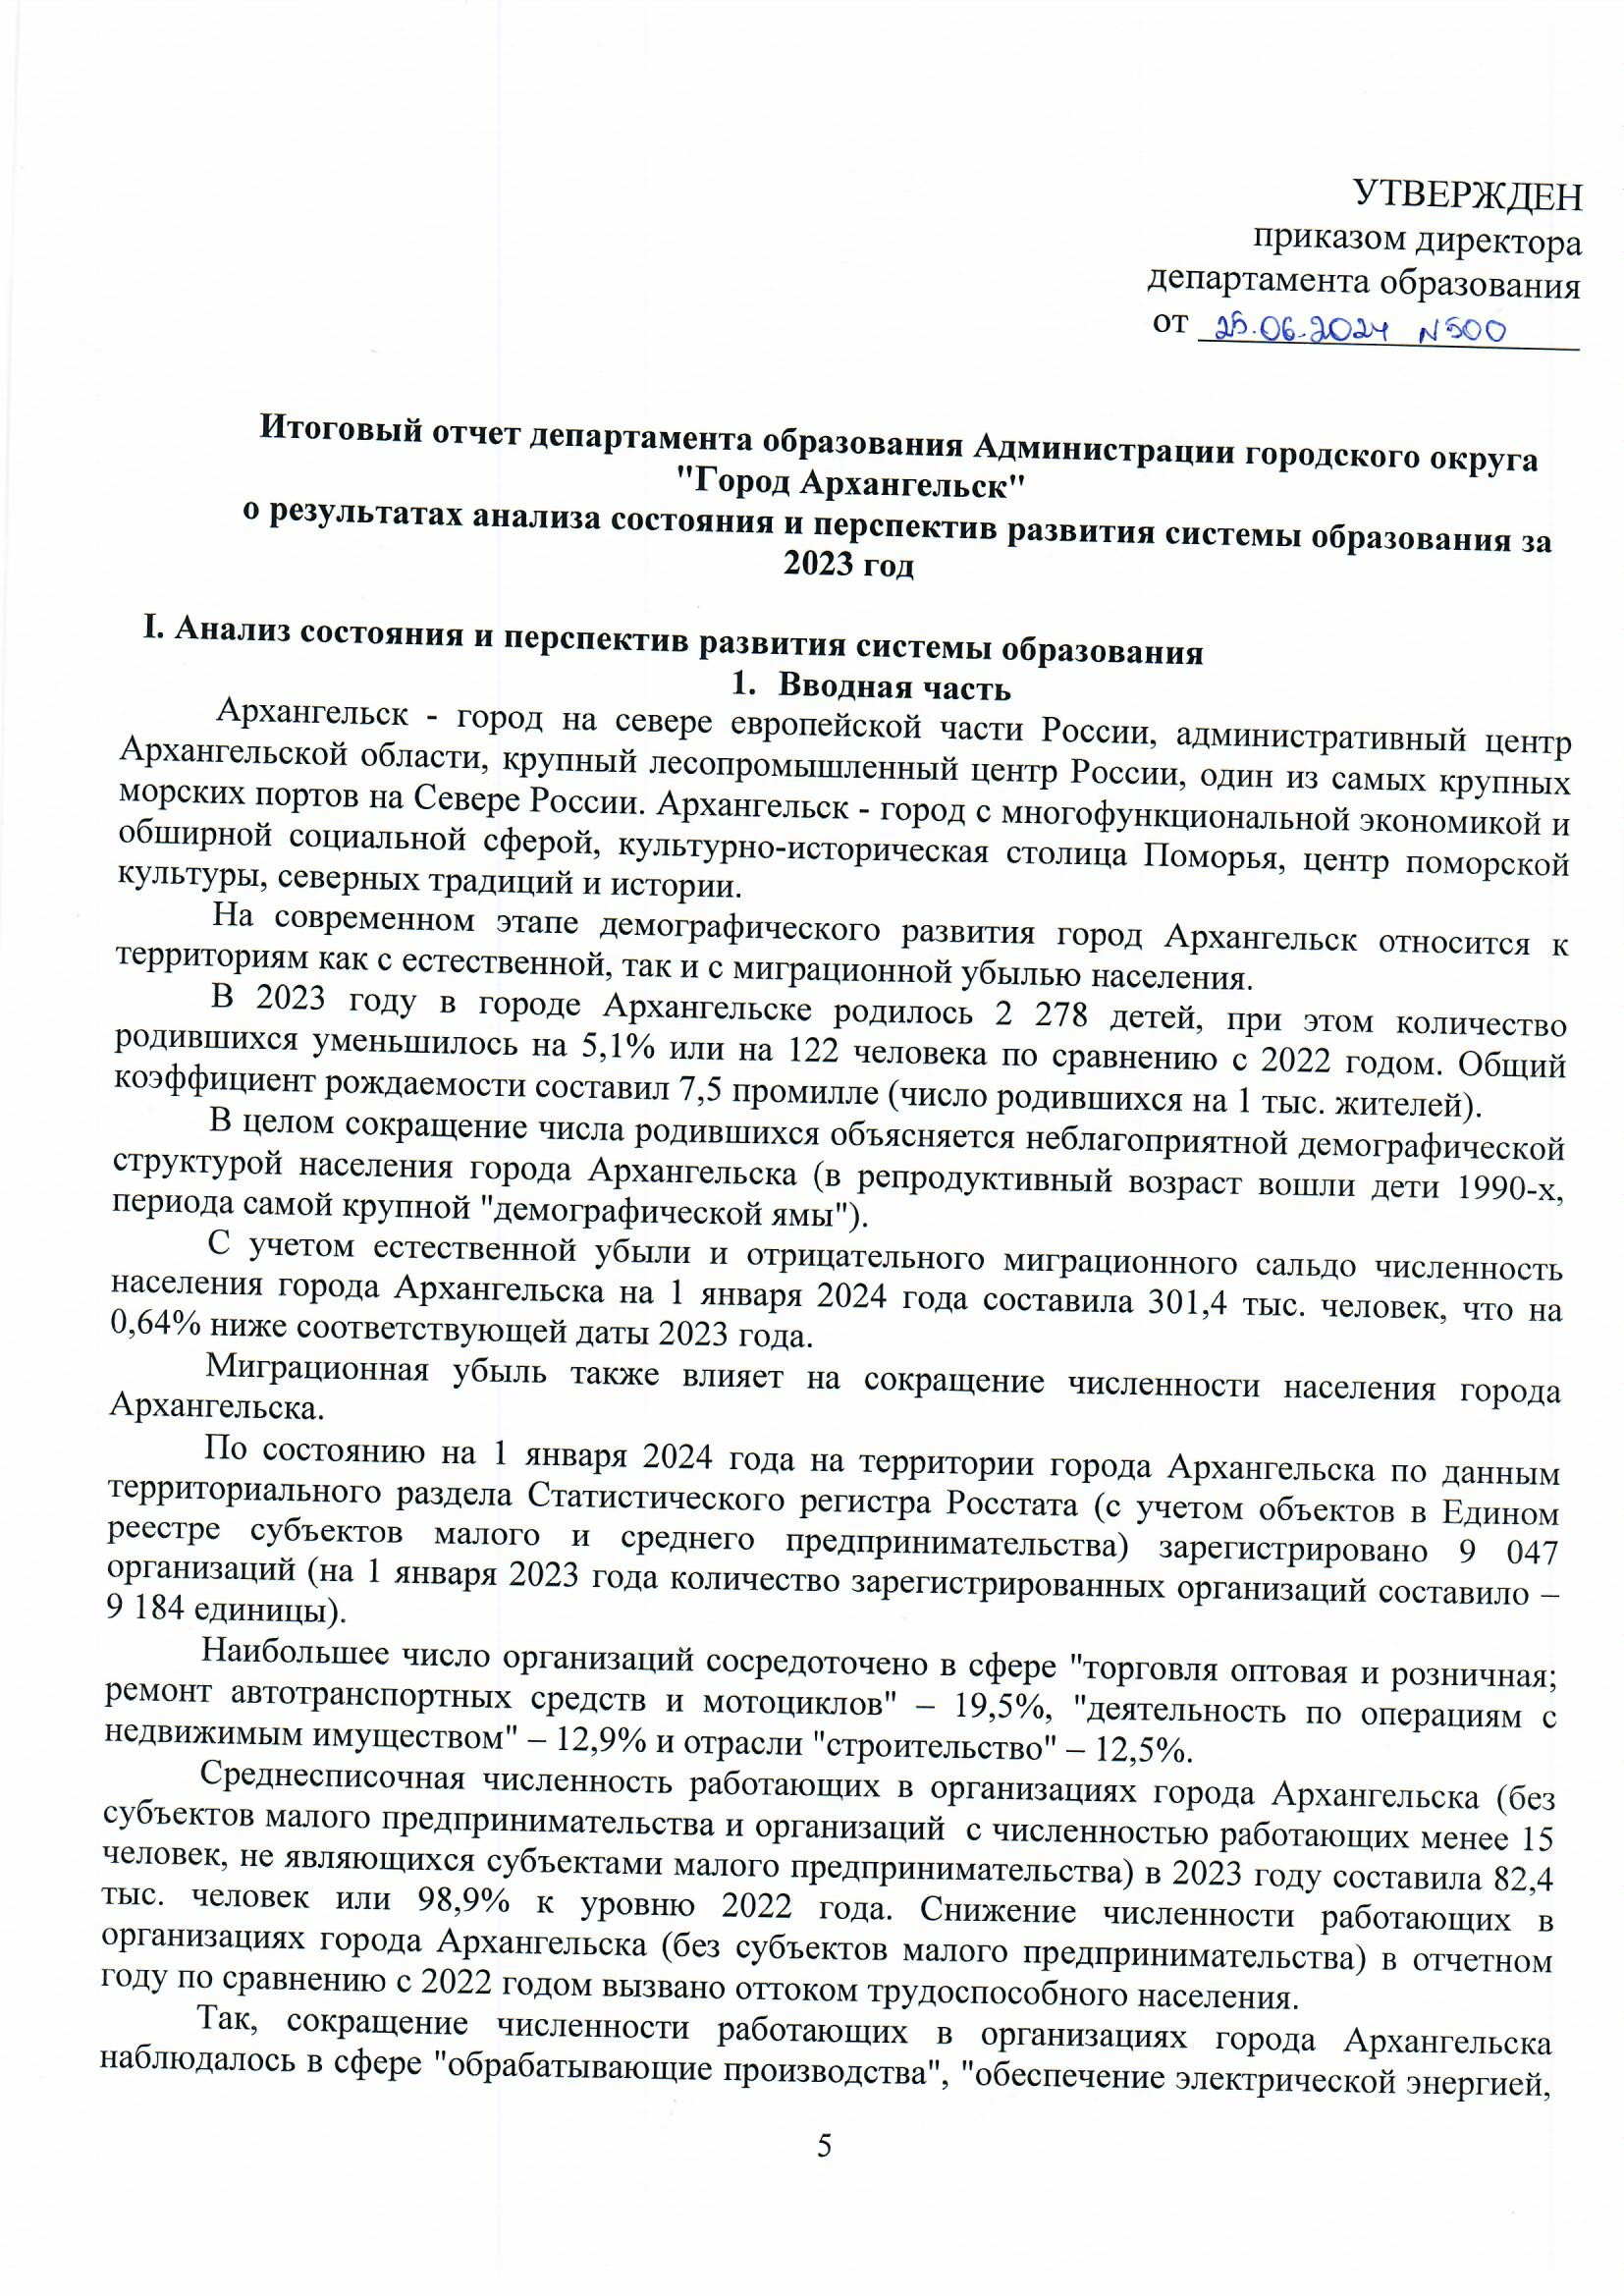 УТВЕРЖДЕН
приказом директора
департамента образования
от 25.06.2024 N500
Итоговый отчет департамента образования Администрации городского округа
"Город Архангельск"
о результатах анализа состояния и перспектив развития системы образования за
2023 год
I. Анализ состояния и перспектив развития системы образования
1. Вводная часть
Архангельск - город на севере европейской части России, административный центр
Архангельской области, крупный лесопромышленный центр России, один из самых крупных
морских портов на Севере России. Архангельск - город с многофункциональной экономикой и
обширной социальной сферой, культурно-историческая столица Поморья, центр поморской
культуры, северных традиций и истории.
На современном этапе демографического развития город Архангельск относится к
территориям как с естественной, так и с миграционной убылью населения.
В 2023 году в городе Архангельске родилось 2 278 детей, при этом количество
родившихся уменьшилось на 5,1% или на 122 человека по сравнению с 2022 годом. Общий
коэффициент рождаемости составил 7,5 промилле (число родившихся на 1 тыс. жителей).
В целом сокращение числа родившихся объясняется неблагоприятной демографической
структурой населения города Архангельска (в репродуктивный возраст вошли дети 1990-х,
периода самой крупной "демографической ямы").
С учетом естественной убыли и отрицательного миграционного сальдо численность
населения города Архангельска на 1 января 2024 года составила 301,4 тыс. человек, что на
0,64% ниже соответствующей даты 2023 года.
Миграционная убыль также влияет на сокращение численности населения города
Архангельска.
По состоянию на 1 января 2024 года на территории города Архангельска по данным
территориального раздела Статистического регистра Росстата (с учетом объектов в Едином
реестре субъектов малого и среднего предпринимательства) зарегистрировано 9 047
организаций (на 1 января 2023 года количество зарегистрированных организаций составило –
9 184 единицы).
Наибольшее число организаций сосредоточено в сфере "торговля оптовая и розничная;
ремонт автотранспортных средств и мотоциклов" – 19,5%, "деятельность по операциям с
недвижимым имуществом" – 12,9% и отрасли "строительство" – 12,5%.
Среднесписочная численность работающих в организациях города Архангельска (без
субъектов малого предпринимательства и организаций с численностью работающих менее 15
человек, не являющихся субъектами малого предпринимательства) в 2023 году составила 82,4
тыс. человек или 98,9% к уровню 2022 года. Снижение численности работающих в
организациях города Архангельска (без субъектов малого предпринимательства) в отчетном
году по сравнению с 2022 годом вызвано оттоком трудоспособного населения.
Так, сокращение численности работающих в организациях города Архангельска
наблюдалось в сфере "обрабатывающие производства", "обеспечение электрической энергией,
5